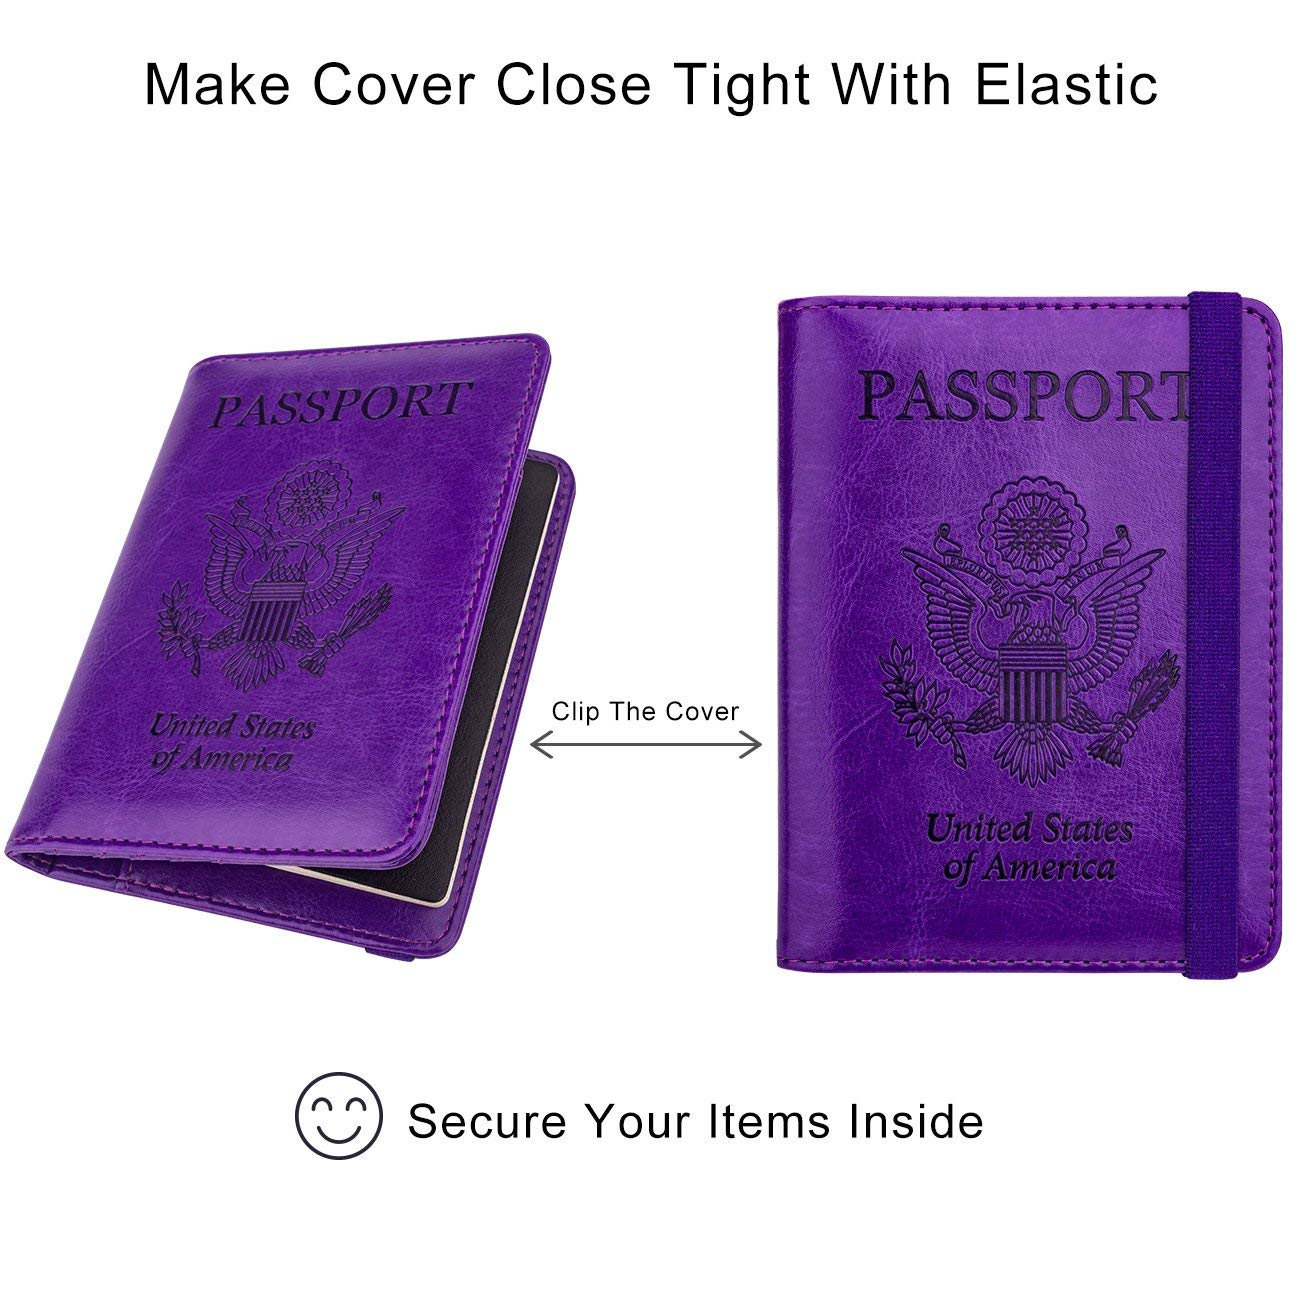 Make Cover Close Tight With Elastic
PASSPORT
United States
of America
Clip The Cover
PASSPORT
United States
of America
Secure Your Items Inside